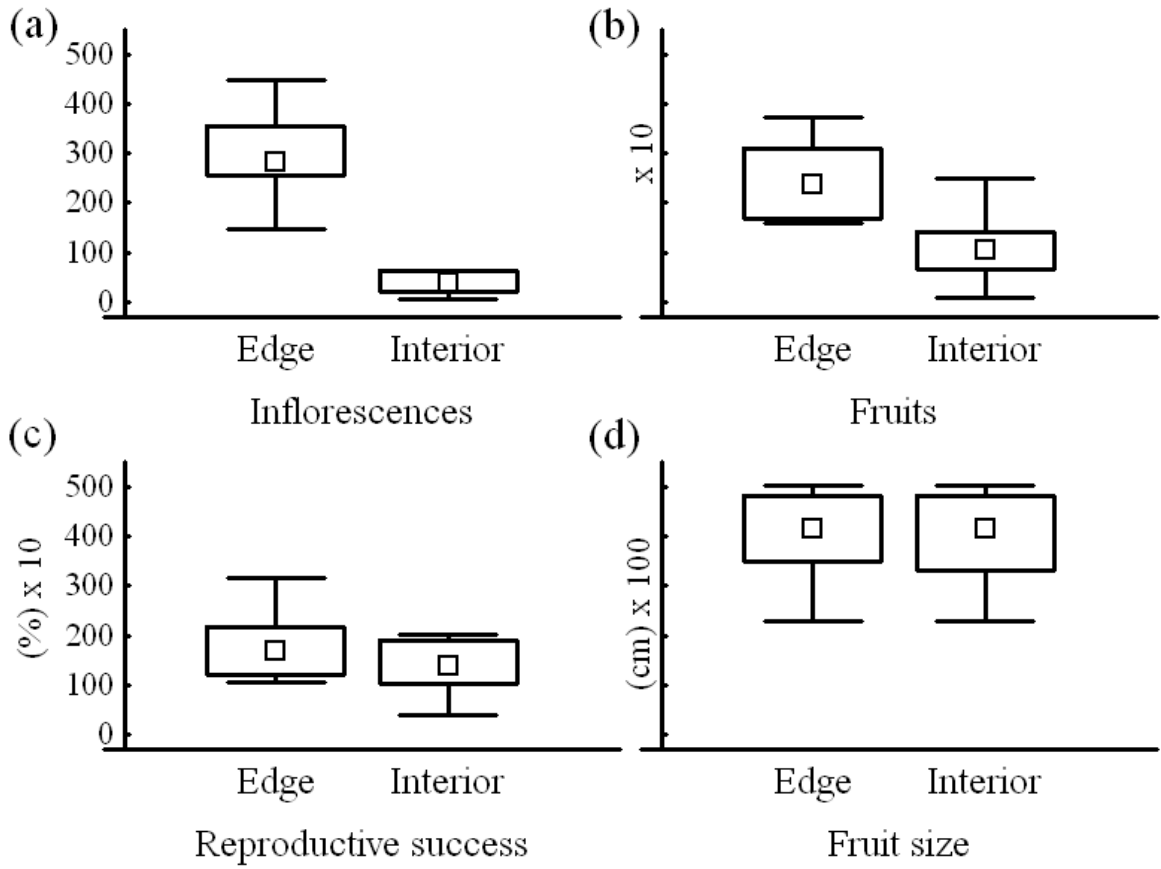 (a)
500
400
300
200
100
0
Edge Interior
Inflorescences
(b)
x 10
Edge Interior
Fruits
(c)
(%) x 10
500
400
300
200
100
0
Edge Interior
Reproductive success
(d)
(cm) x 100
Edge Interior
Fruit size